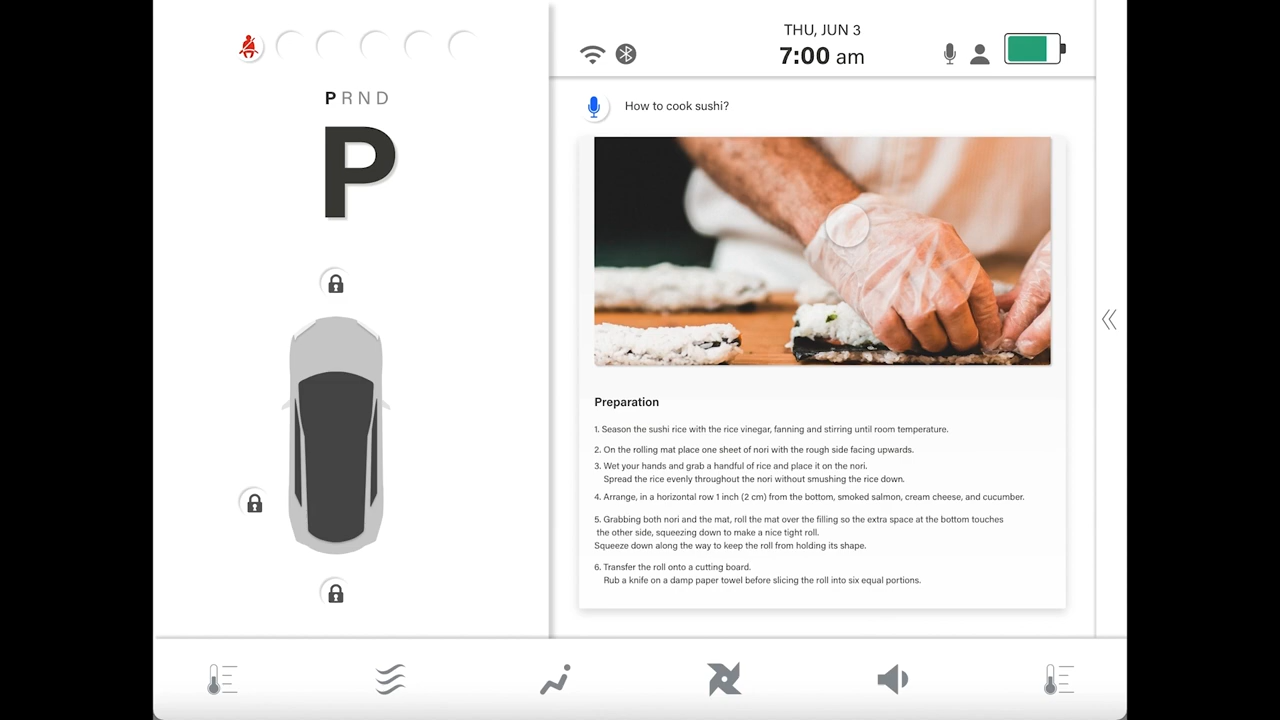 THU, JUN 3
7:00 am
P R N D
P
How to cook sushi?
Preparation
1. Season the sushi rice with the rice vinegar, fanning and stirring until room temperature.
2. On the rolling mat place one sheet of nori with the rough side facing upwards.
3. Wet your hands and grab a handful of rice and place it on the nori.
Spread the rice evenly throughout the nori without smushing the rice down.
4. Arrange, in a horizontal row 1 inch (2 cm) from the bottom, smoked salmon, cream cheese, and cucumber.
5. Grabbing both nori and the mat, roll the mat over the filling so the extra space at the bottom touches
the other side, squeezing down to make a nice tight roll.
Squeeze down along the way to keep the roll from holding its shape.
6. Transfer the roll onto a cutting board.
Rub a knife on a damp paper towel before slicing the roll into six equal portions.